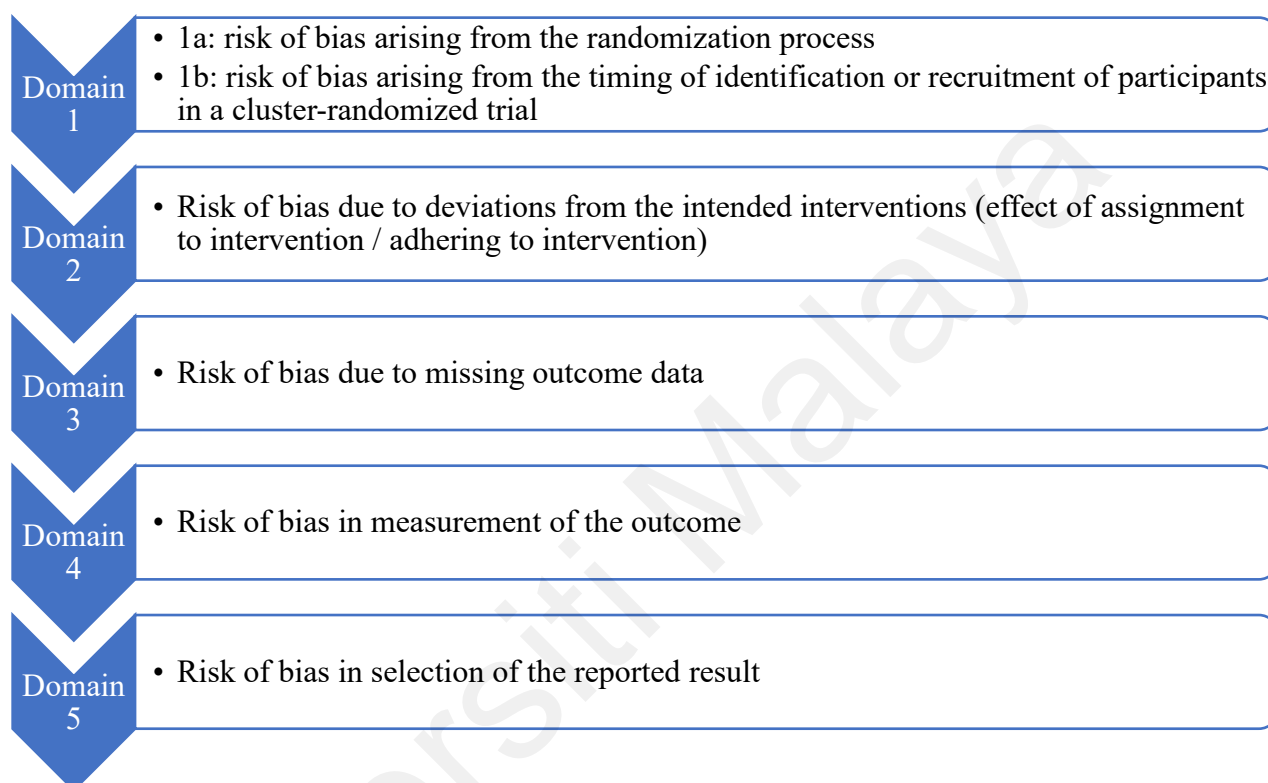 Domain
1
• 1a: risk of bias arising from the randomization process
• 1b: risk of bias arising from the timing of identification or recruitment of participants
in a cluster-randomized trial
Domain
2
• Risk of bias due to deviations from the intended interventions (effect of assignment
to intervention / adhering to intervention)
Domain
3
• Risk of bias due to missing outcome data
Domain
4
• Risk of bias in measurement of the outcome
Domain
5
• Risk of bias in selection of the reported result
ersiti Malaya